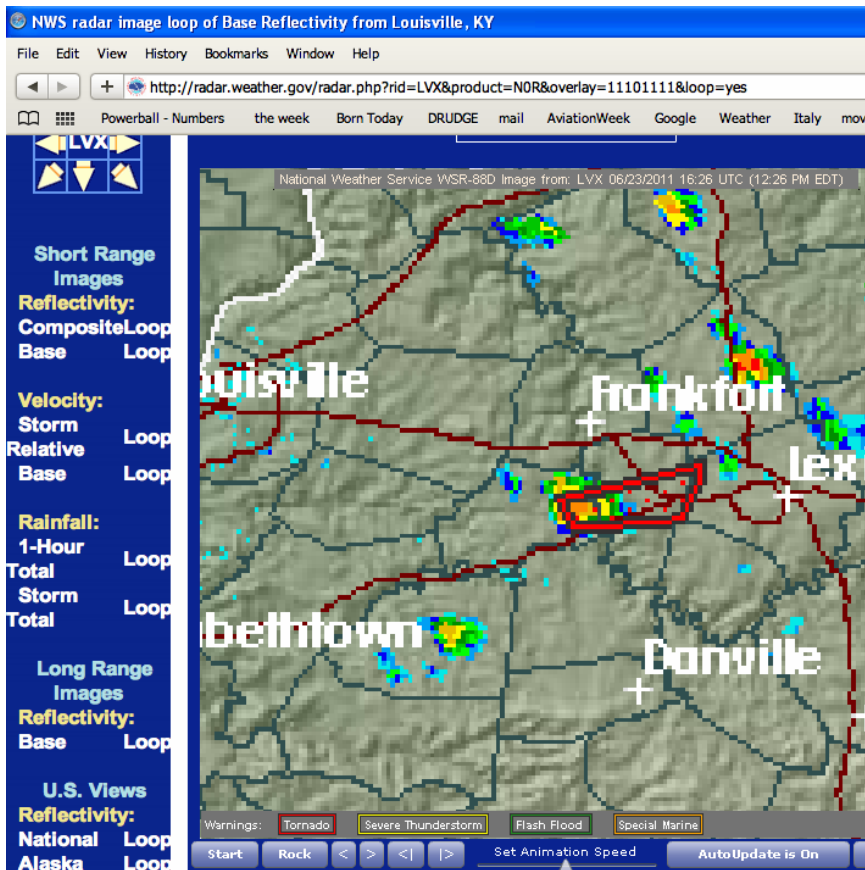 NWS radar image loop of Base Reflectivity from Louisville, KY
File Edit View History Bookmarks Window Help
http://radar.weather.gov/radar.php?rid=LVX&product=N0R&overlay=11101111&loop=yes
Powerball - Numbers the week Born Today DRUDGE mail AviationWeek Google Weather Italy mov
LVX
National Weather Service WSR-88D Image from: LVX 06/23/2011 16:26 UTC (12:26 PM EDT)
Short Range
Images
Reflectivity:
Composite Loop
Base Loop
Velocity:
Storm
Relative Loop
Base Loop
Rainfall:
1-Hour
Total Loop
Storm
Total Loop
Long Range
Images
Reflectivity:
Base Loop
U.S. Views
Reflectivity:
National Loop
Alaska Loop
ouisville
Frankfort
Lex
bethtown
Danville
Warnings: Tornado Severe Thunderstorm Flash Flood Special Marine
Start Rock < > <| |> Set Animation Speed AutoUpdate is On